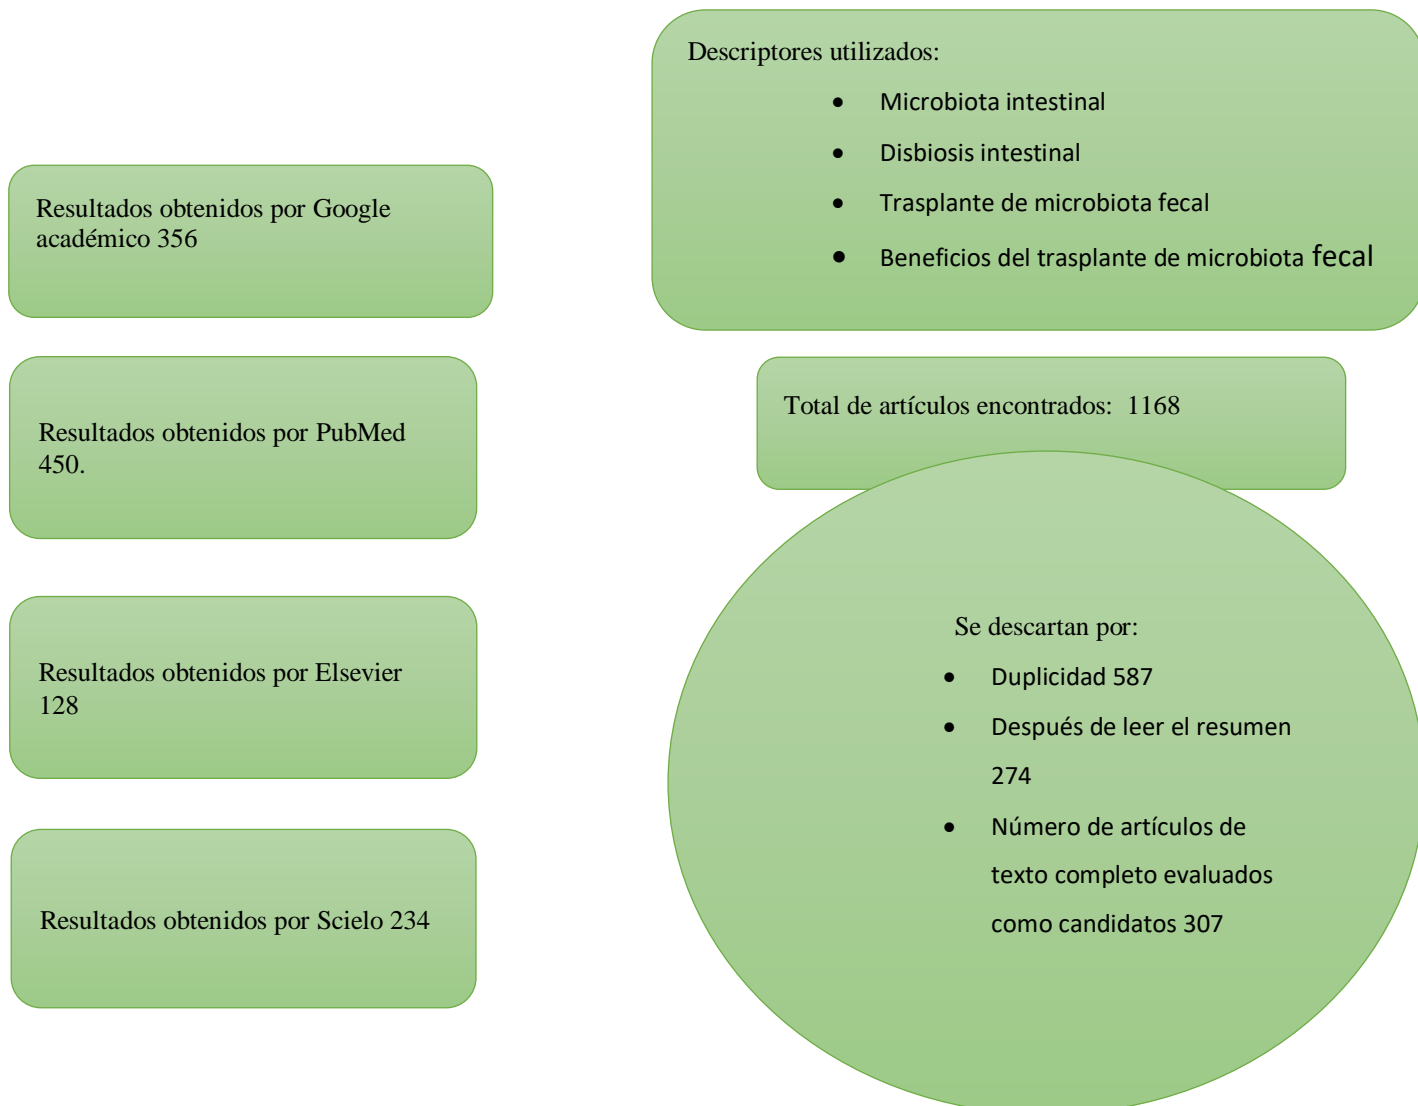 Descriptores utilizados:
• Microbiota intestinal
• Disbiosis intestinal
• Trasplante de microbiota fecal
• Beneficios del trasplante de microbiota fecal
Resultados obtenidos por Google
académico 356
Resultados obtenidos por PubMed
450.
Resultados obtenidos por Elsevier
128
Resultados obtenidos por Scielo 234
Total de artículos encontrados: 1168
Se descartan por:
• Duplicidad 587
• Después de leer el resumen
274
• Número de artículos de
texto completo evaluados
como candidatos 307